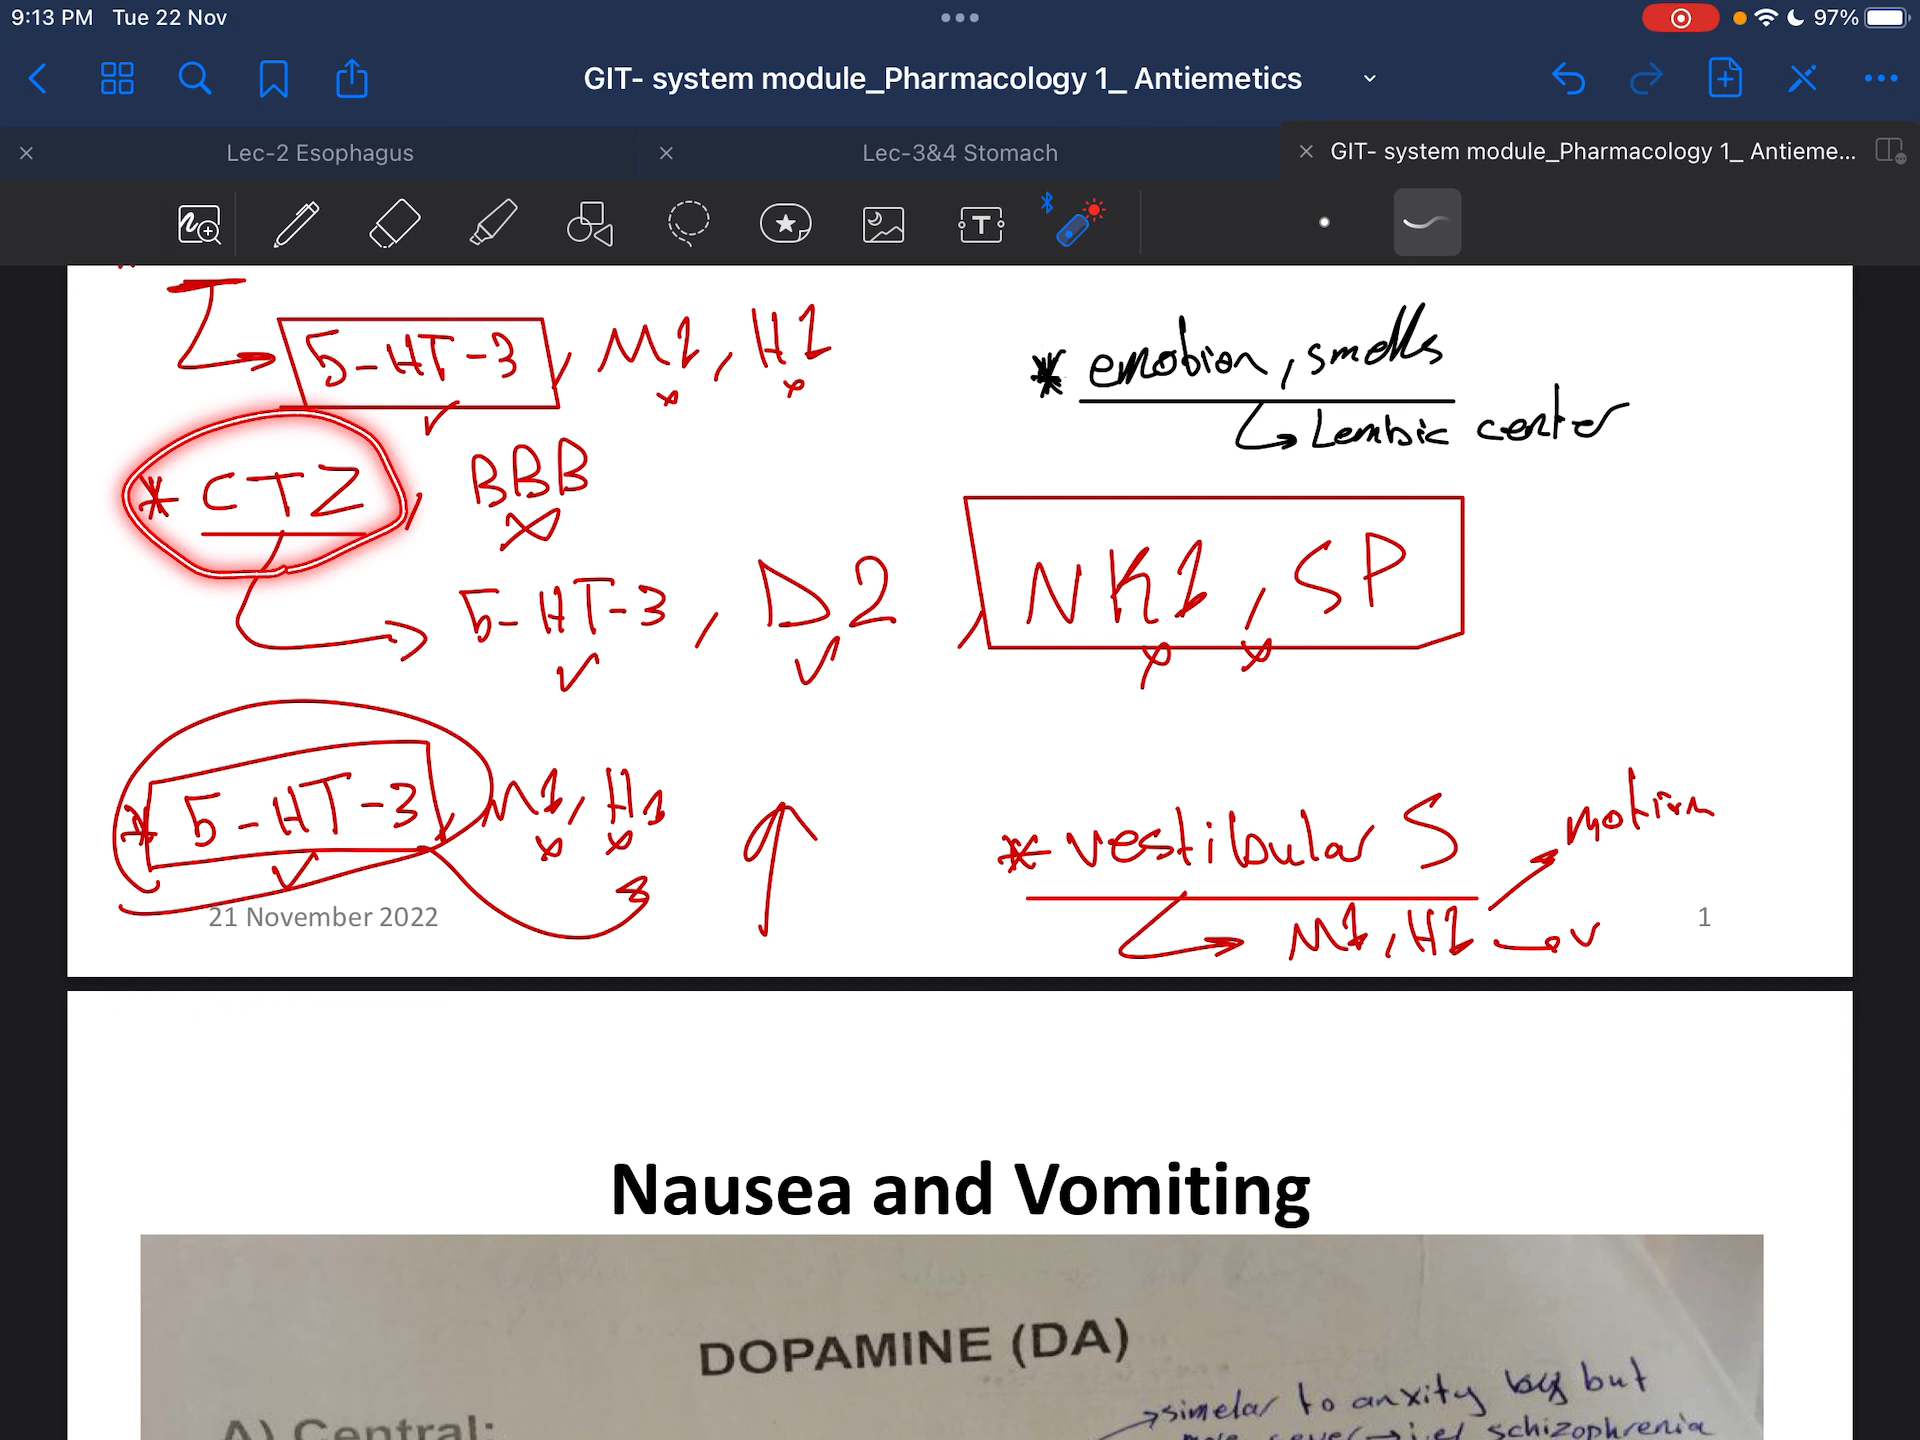 9:13 PM Tue 22 Nov 97%
GIT- system module_Pharmacology 1_ Antiemetics
Lec-2 Esophagus Lec-3&4 Stomach GIT- system module_Pharmacology 1_ Antieme...
5-HT-3, M1, H1
* emotion, smells
Lembic center
* CTZ, BBB
5-HT-3, D2, NK1, SP
* 5-HT-3, M1, H1
* vestibular S
motion
M1, H1
21 November 2022
1
Nausea and Vomiting
DOPAMINE (DA)
A) Central:
simelar to anxity but
schizophrenia